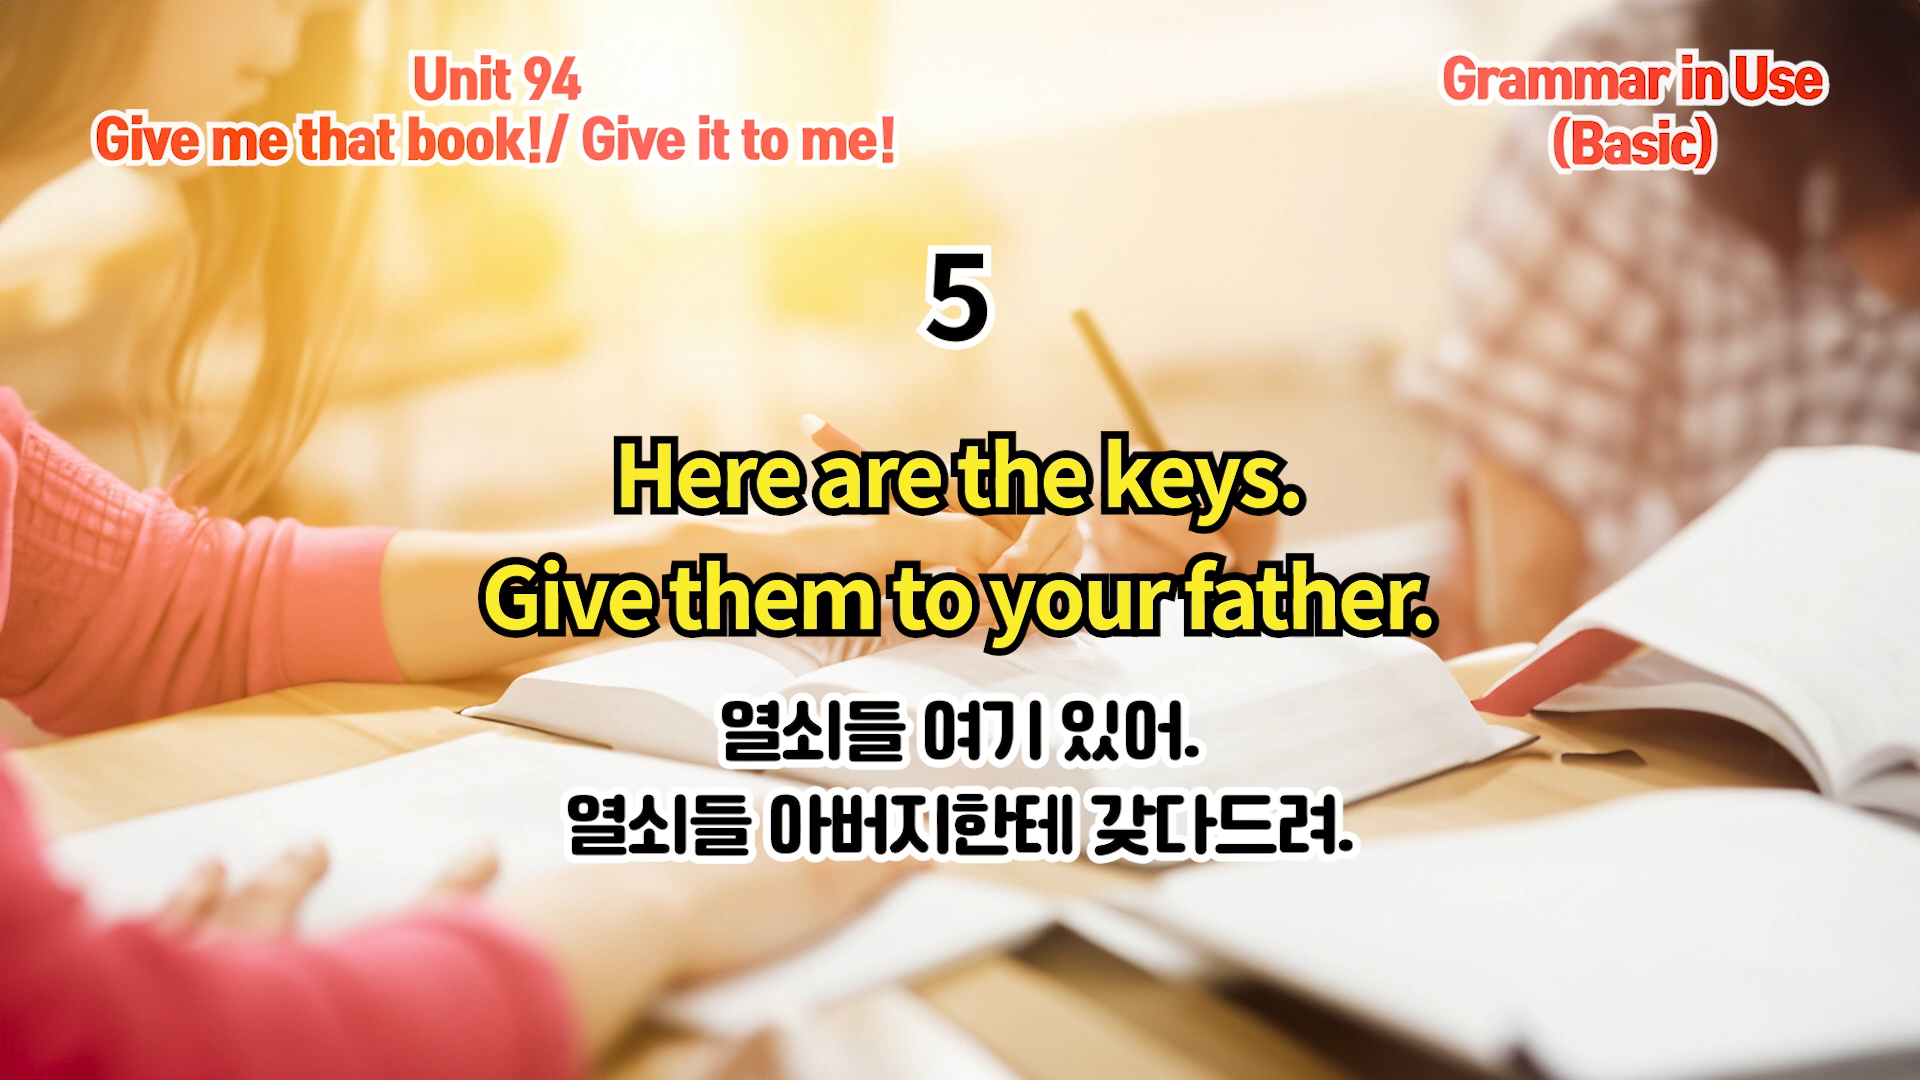 Unit 94
Give me that book!/ Give it to me!
Grammar in Use
(Basic)
5
Here are the keys.
Give them to your father.
열쇠들 여기 있어.
열쇠들 아버지한테 갖다드려.